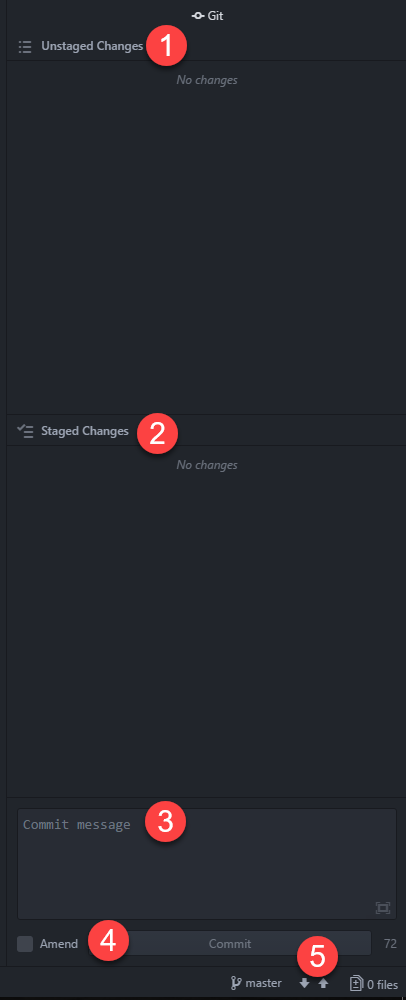 Git
Unstaged Changes 1
No changes
Staged Changes 2
No changes
Commit message 3
Amend 4 Commit 72
5
master 0 files